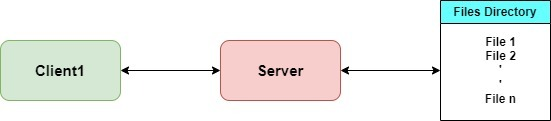 Files Directory
Client1
Server
File 1
File 2
'
'
File n